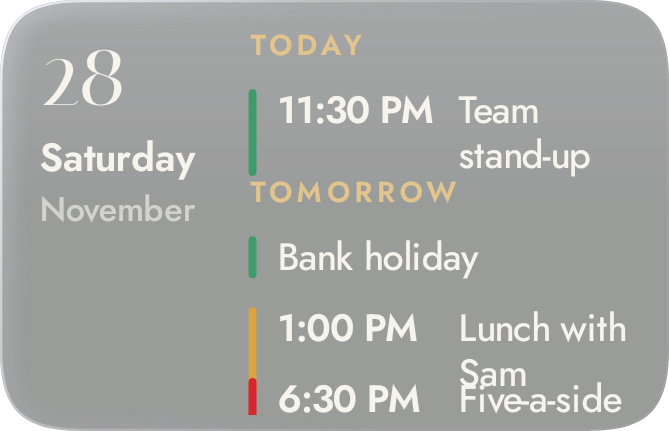 28
Saturday
November
TODAY
11:30 PM Team
stand-up
TOMORROW
Bank holiday
1:00 PM Lunch with
Sam
6:30 PM Five-a-side